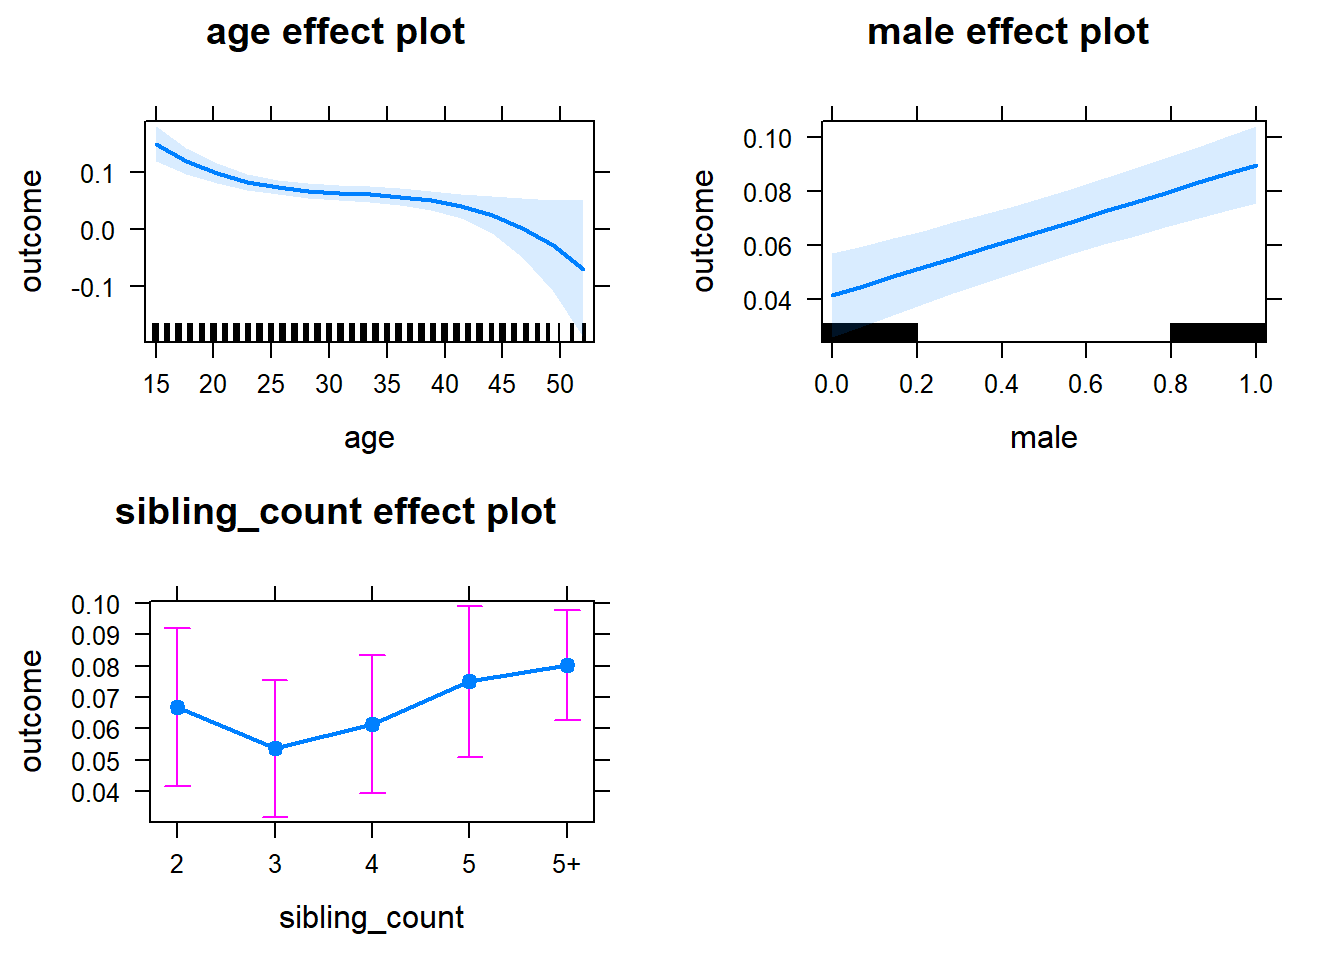 age effect plot
outcome
0.1
0.0
-0.1
15 20 25 30 35 40 45 50
age
male effect plot
outcome
0.10
0.08
0.06
0.04
0.0 0.2 0.4 0.6 0.8 1.0
male
sibling_count effect plot
outcome
0.10
0.09
0.08
0.07
0.06
0.05
0.04
2 3 4 5 5+
sibling_count